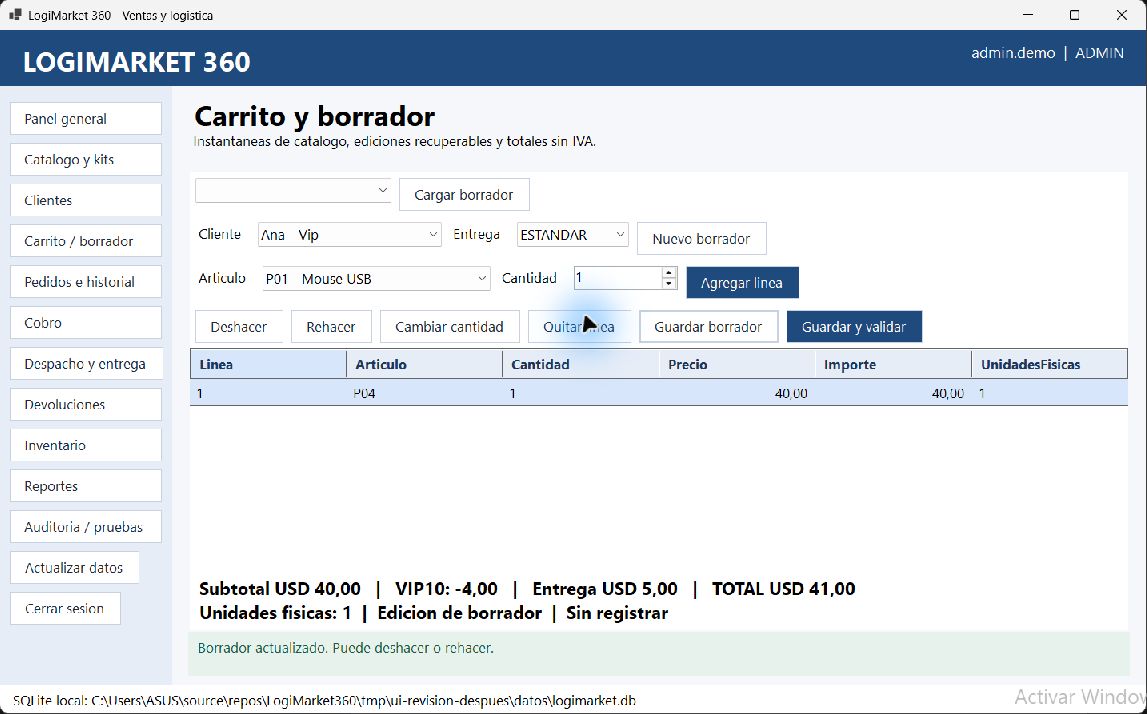 LogiMarket 360 Ventas y logistica
LOGIMARKET 360
admin.demo | ADMIN
Panel general
Catalogo y kits
Clientes
Carrito / borrador
Pedidos e historial
Cobro
Despacho y entrega
Devoluciones
Inventario
Reportes
Auditoria / pruebas
Actualizar datos
Cerrar sesion
Carrito y borrador
Instantaneas de catalogo, ediciones recuperables y totales sin IVA.
Cargar borrador
Cliente Ana Vip Entrega ESTANDAR Nuevo borrador
Articulo P01 Mouse USB Cantidad 1 Agregar linea
Deshacer Rehacer Cambiar cantidad Quitar linea Guardar borrador Guardar y validar
Linea Articulo Cantidad Precio Importe UnidadesFisicas
1 P04 1 40,00 40,00 1
Subtotal USD 40,00 | VIP10: -4,00 | Entrega USD 5,00 | TOTAL USD 41,00
Unidades fisicas: 1 | Edicion de borrador | Sin registrar
Borrador actualizado. Puede deshacer o rehacer.
SQLite local: C:\Users\ASUS\source\repos\LogiMarket360\tmp\ui-revision-despues\datos\logimarket.db
Activar Window